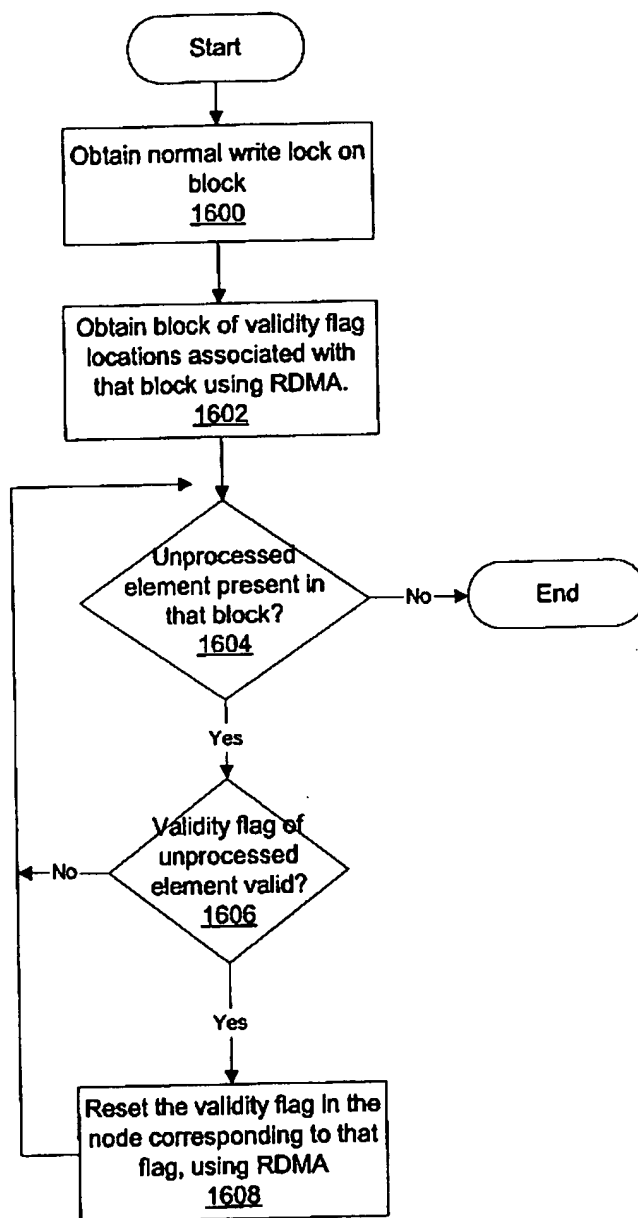 Start
Obtain normal write lock on
block
1600
Obtain block of validity flag
locations associated with
that block using RDMA.
1602
Unprocessed
element present in
that block?
1604
No
End
Yes
Validity flag of
unprocessed
element valid?
1606
No
Yes
Reset the validity flag in the
node corresponding to that
flag, using RDMA
1608